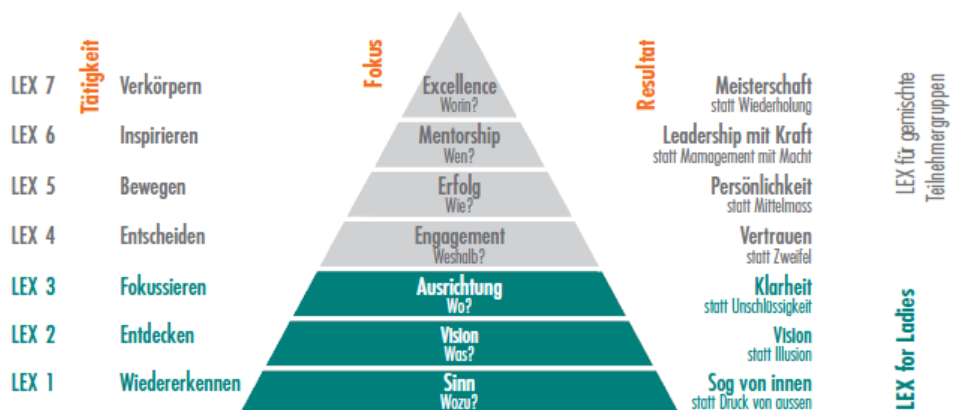 Tätigkeit
Fokus
Resultat
LEX 7 Verkörpern Excellence Meisterschaft
Worin? statt Wiederholung
LEX 6 Inspirieren Mentorship Leadership mit Kraft
Wen? statt Mamagement mit Macht
LEX 5 Bewegen Erfolg Persönlichkeit
Wie? statt Mittelmass
LEX 4 Entscheiden Engagement Vertrauen
Weshalb? statt Zweifel
LEX 3 Fokussieren Ausrichtung Klarheit
Wo? statt Unschlüssigkeit
LEX 2 Entdecken Vision Vision
Was? statt Illusion
LEX 1 Wiedererkennen Sinn Sog von innen
Wozu? statt Druck von aussen
LEX für gemischte
Teilnehmergruppen
LEX for Ladies